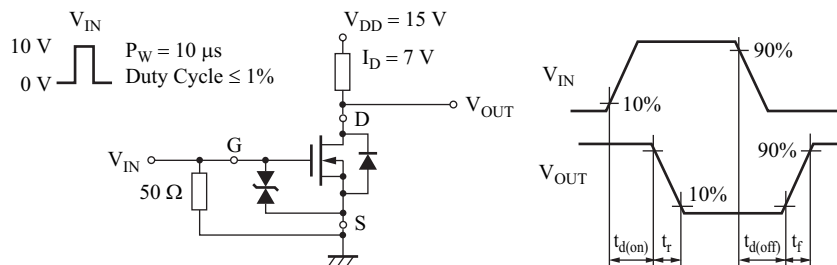 V_IN
10 V
0 V
P_W = 10 μs
Duty Cycle ≤ 1%
V_DD = 15 V
I_D = 7 V
V_OUT
D
G
V_IN
50 Ω
S
V_IN
90%
10%
V_OUT
90%
10%
t_d(on)
t_r
t_d(off)
t_f